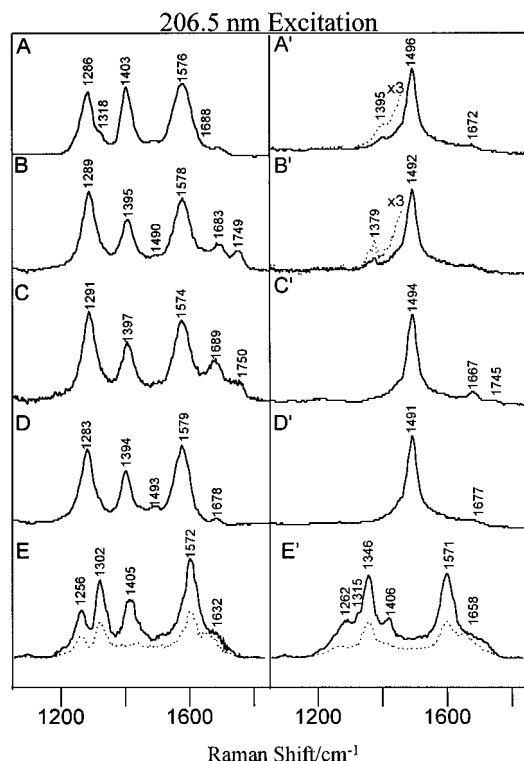 206.5 nm Excitation
A 1286 1318 1403 1576 1688
A' 1395 x3 1496 1672
B 1289 1395 1490 1578 1683 1749
B' 1379 x3 1492
C 1291 1397 1574 1689 1750
C' 1494 1667 1745
D 1283 1394 1493 1579 1678
D' 1491 1677
E 1256 1302 1405 1572 1632
E' 1262 1315 1346 1406 1571 1658
1200 1600 1200 1600
Raman Shift/cm-1